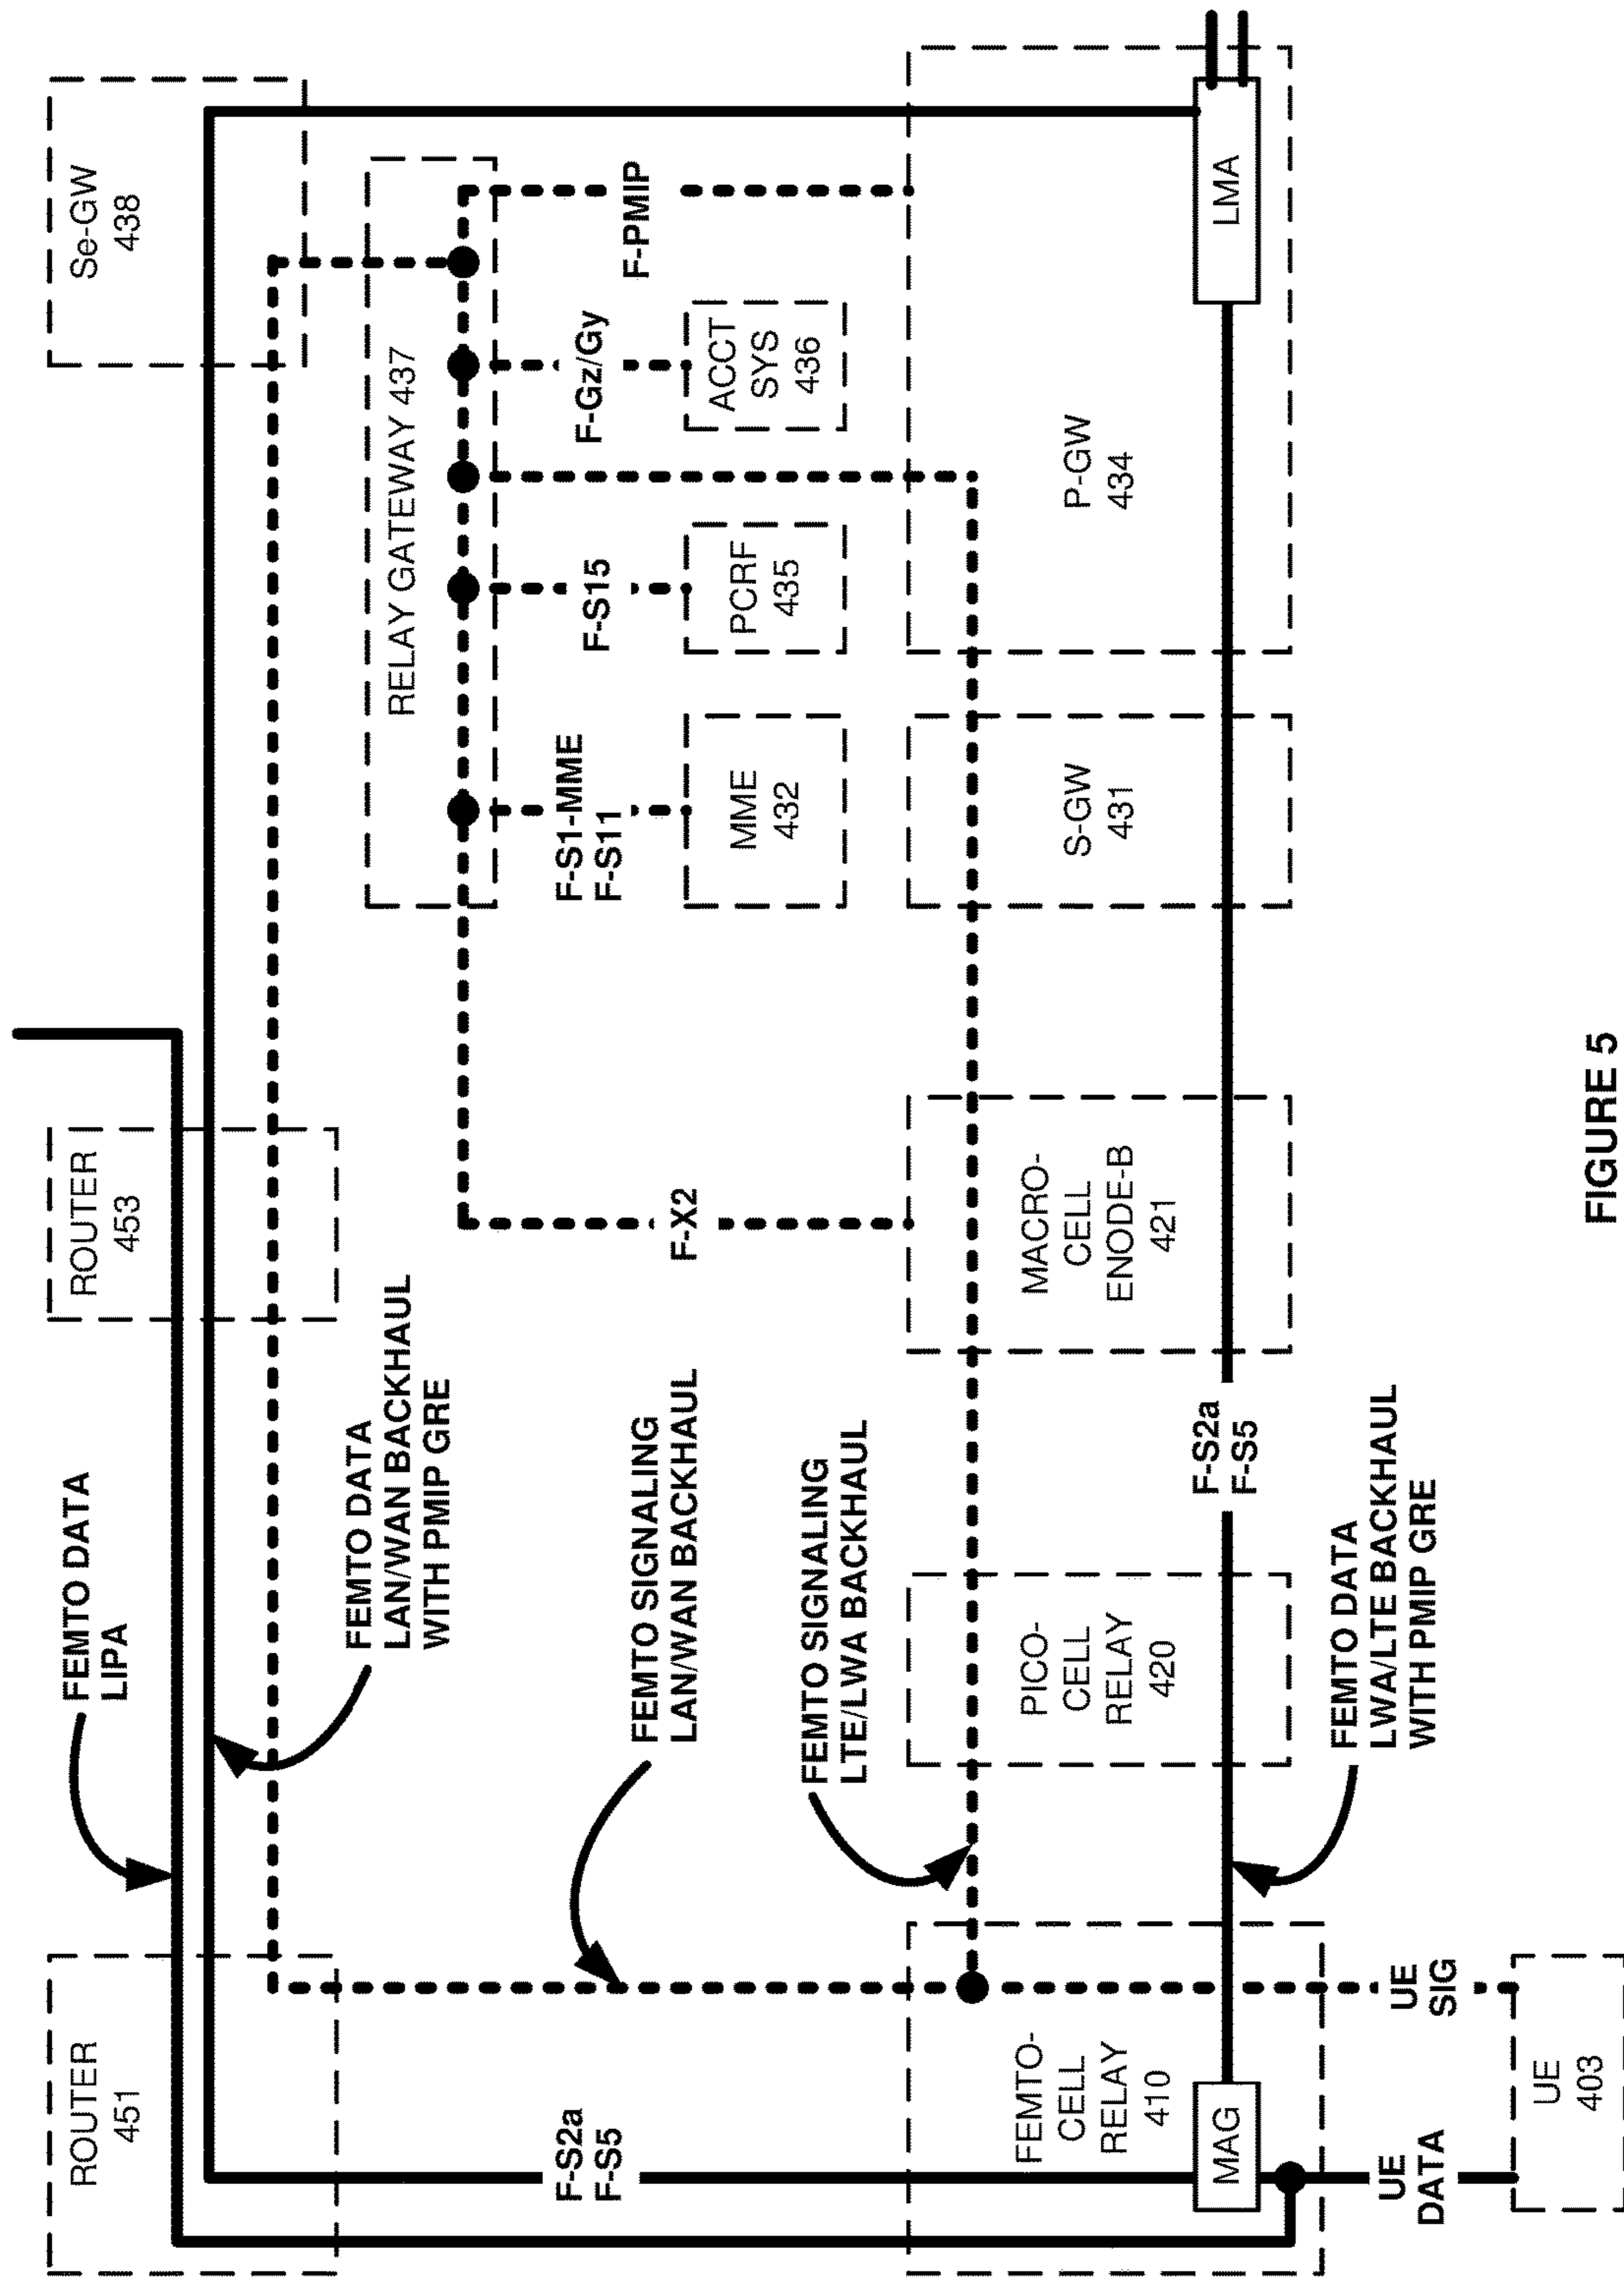 FEMTO DATA
LIPA
ROUTER
451
ROUTER
453
Se-GW
438
FEMTO DATA
LAN/WAN BACKHAUL
WITH PMIP GRE
RELAY GATEWAY 437
F-S2a
F-S5
FEMTO SIGNALING
LAN/WAN BACKHAUL
F-X2
F-S1-MME
F-S11
F-S15
F-Gz/Gy
F-PMIP
FEMTO SIGNALING
LTE/LWA BACKHAUL
MME
432
PCRF
435
ACCT
SYS
436
FEMTO-
CELL
RELAY
410
PICO-
CELL
RELAY
420
MACRO-
CELL
ENODE-B
421
S-GW
431
P-GW
434
MAG
F-S2a
F-S5
LMA
UE
DATA
UE
SIG
FEMTO DATA
LWA/LTE BACKHAUL
WITH PMIP GRE
UE
403
FIGURE 5